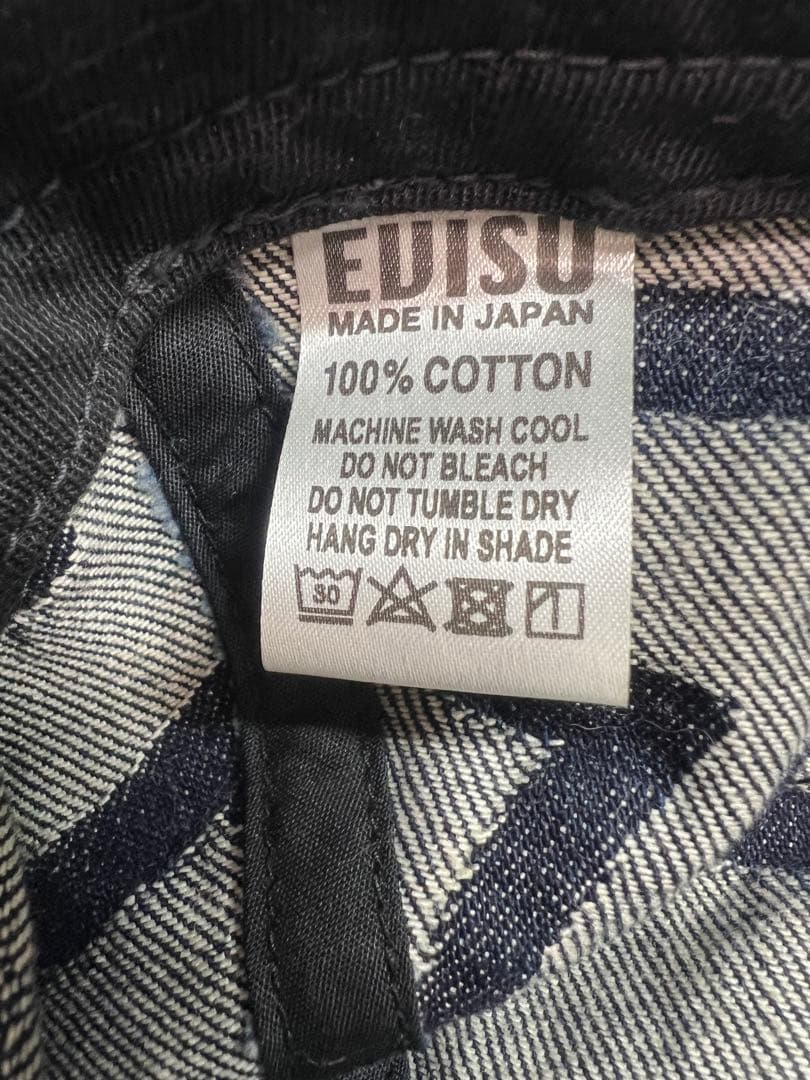 EVISU
MADE IN JAPAN
100% COTTON
MACHINE WASH COOL
DO NOT BLEACH
DO NOT TUMBLE DRY
HANG DRY IN SHADE
30